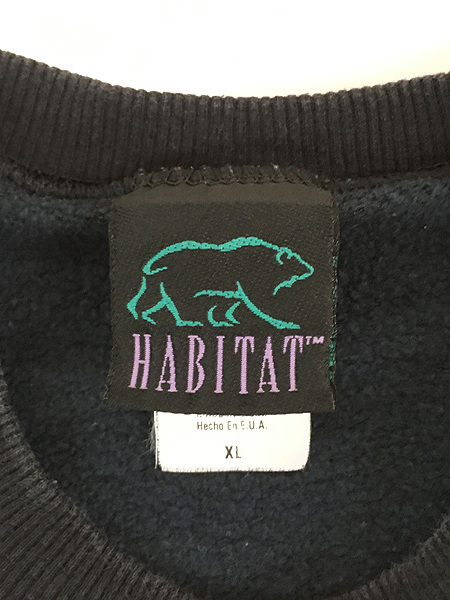 HABITAT™
Hecho En E.U.A.
XL